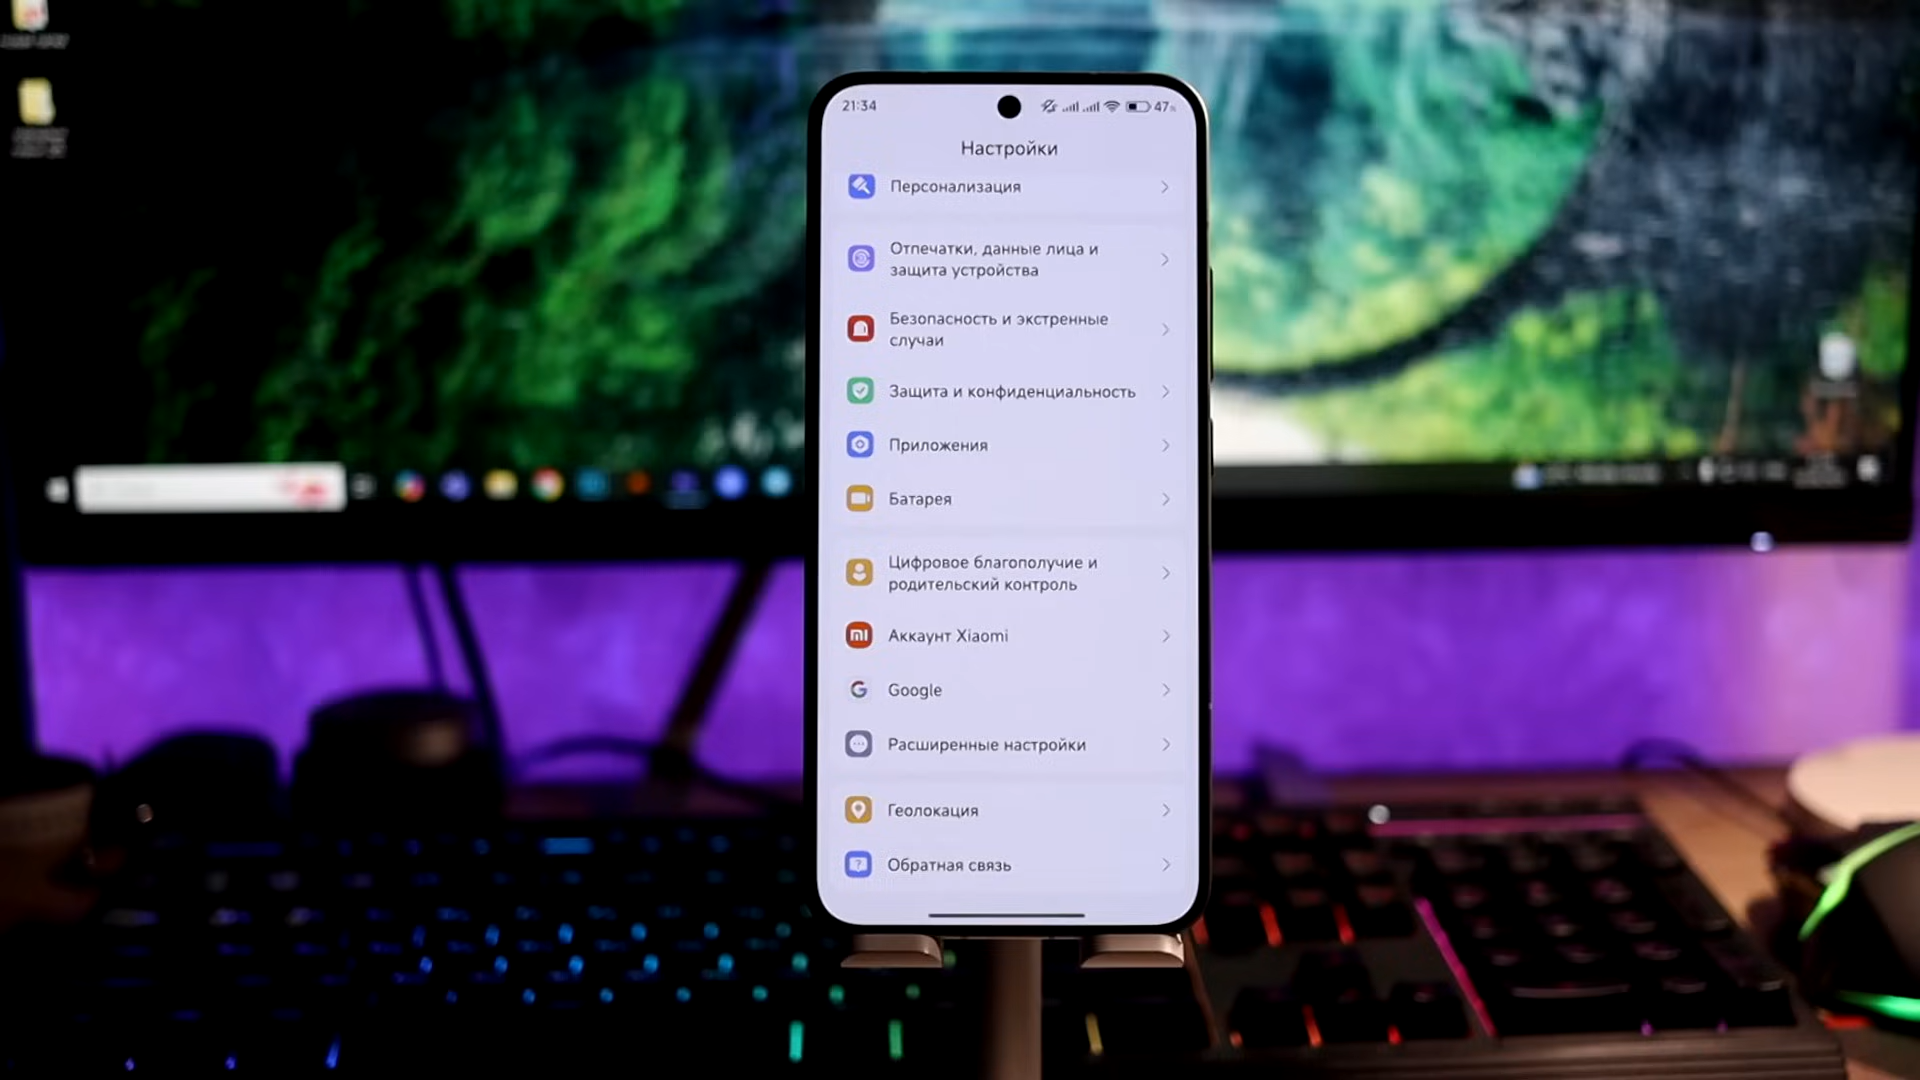 21:34
47%
Настройки
Персонализация
Отпечатки, данные лица и
защита устройства
Безопасность и экстренные
случаи
Защита и конфиденциальность
Приложения
Батарея
Цифровое благополучие и
родительский контроль
Аккаунт Xiaomi
Google
Расширенные настройки
Геолокация
Обратная связь